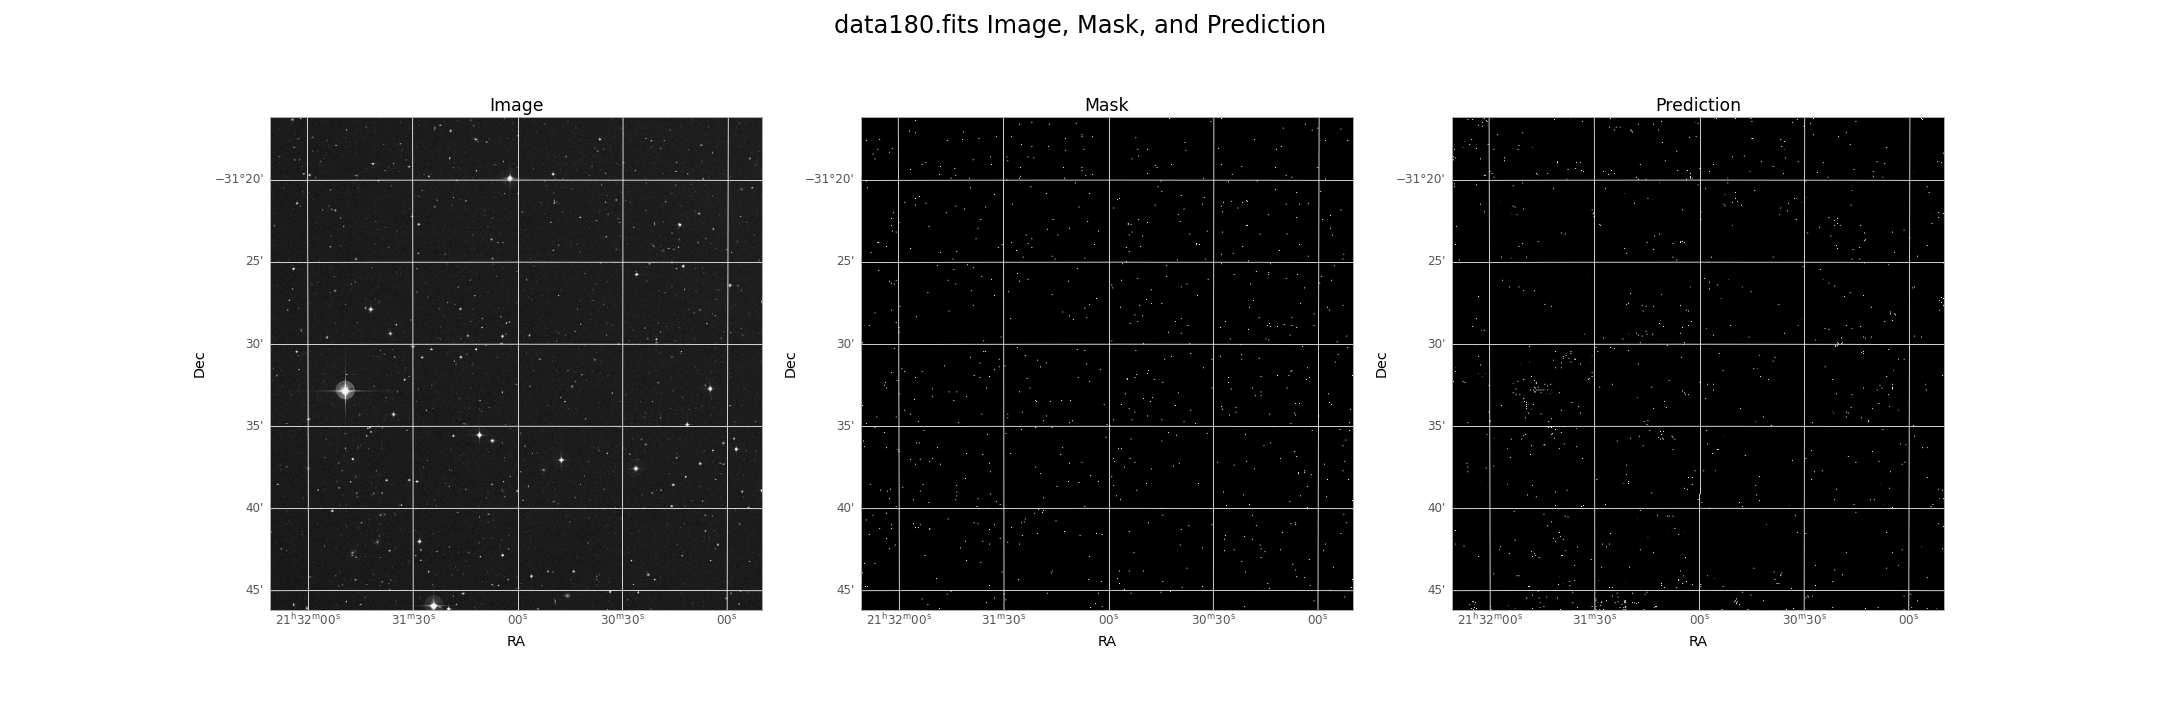 data180.fits Image, Mask, and Prediction
Image
Mask
Prediction
−31°20'
25'
30'
35'
40'
45'
Dec
21ʰ32ᵐ00ˢ
31ᵐ30ˢ
00ˢ
30ᵐ30ˢ
00ˢ
RA
−31°20'
25'
30'
35'
40'
45'
Dec
21ʰ32ᵐ00ˢ
31ᵐ30ˢ
00ˢ
30ᵐ30ˢ
00ˢ
RA
−31°20'
25'
30'
35'
40'
45'
Dec
21ʰ32ᵐ00ˢ
31ᵐ30ˢ
00ˢ
30ᵐ30ˢ
00ˢ
RA